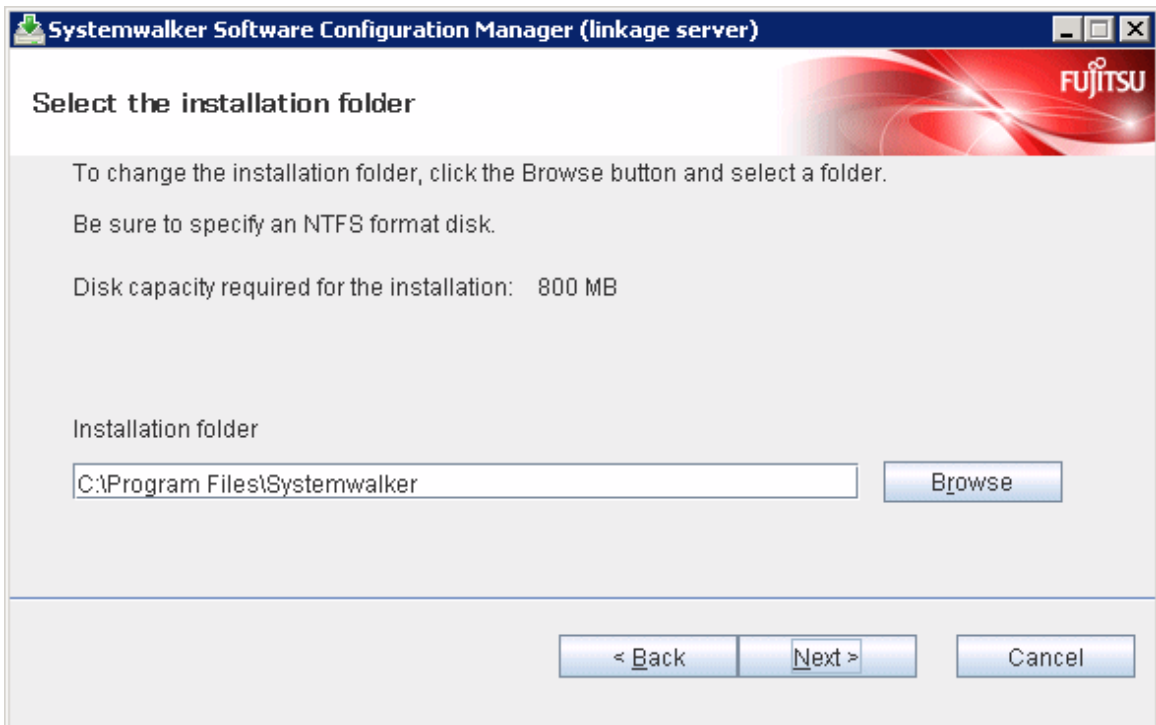 Systemwalker Software Configuration Manager (linkage server)
FUJITSU
Select the installation folder
To change the installation folder, click the Browse button and select a folder.
Be sure to specify an NTFS format disk.
Disk capacity required for the installation: 800 MB
Installation folder
C:\Program Files\Systemwalker
Browse
< Back
Next >
Cancel